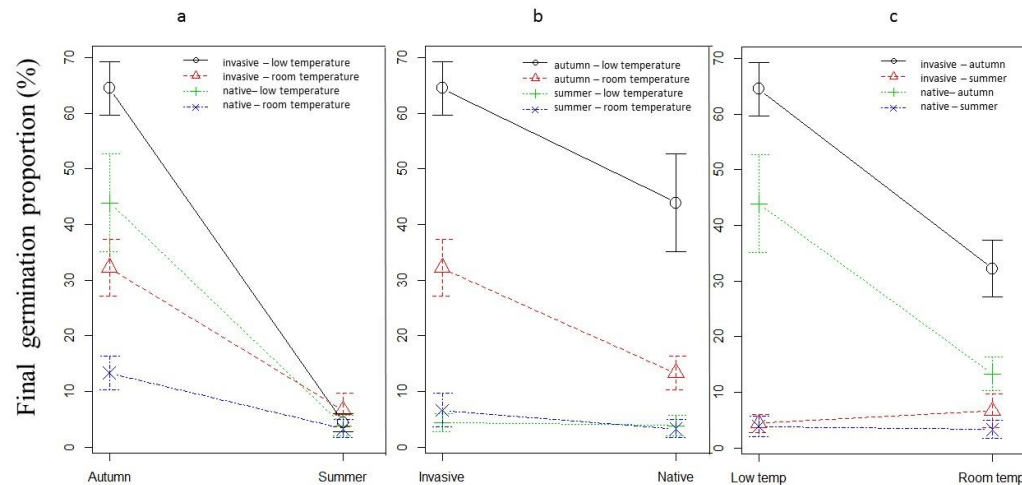 a
b
c
Final germination proportion (%)
70
60
50
40
30
20
10
0
invasive – low temperature
invasive – room temperature
native– low temperature
native – room temperature
Autumn
Summer
70
60
50
40
30
20
10
0
autumn – low temperature
autumn – room temperature
summer – low temperature
summer – room temperature
Invasive
Native
70
60
50
40
30
20
10
0
invasive – autumn
invasive – summer
native– autumn
native – summer
Low temp
Room temp